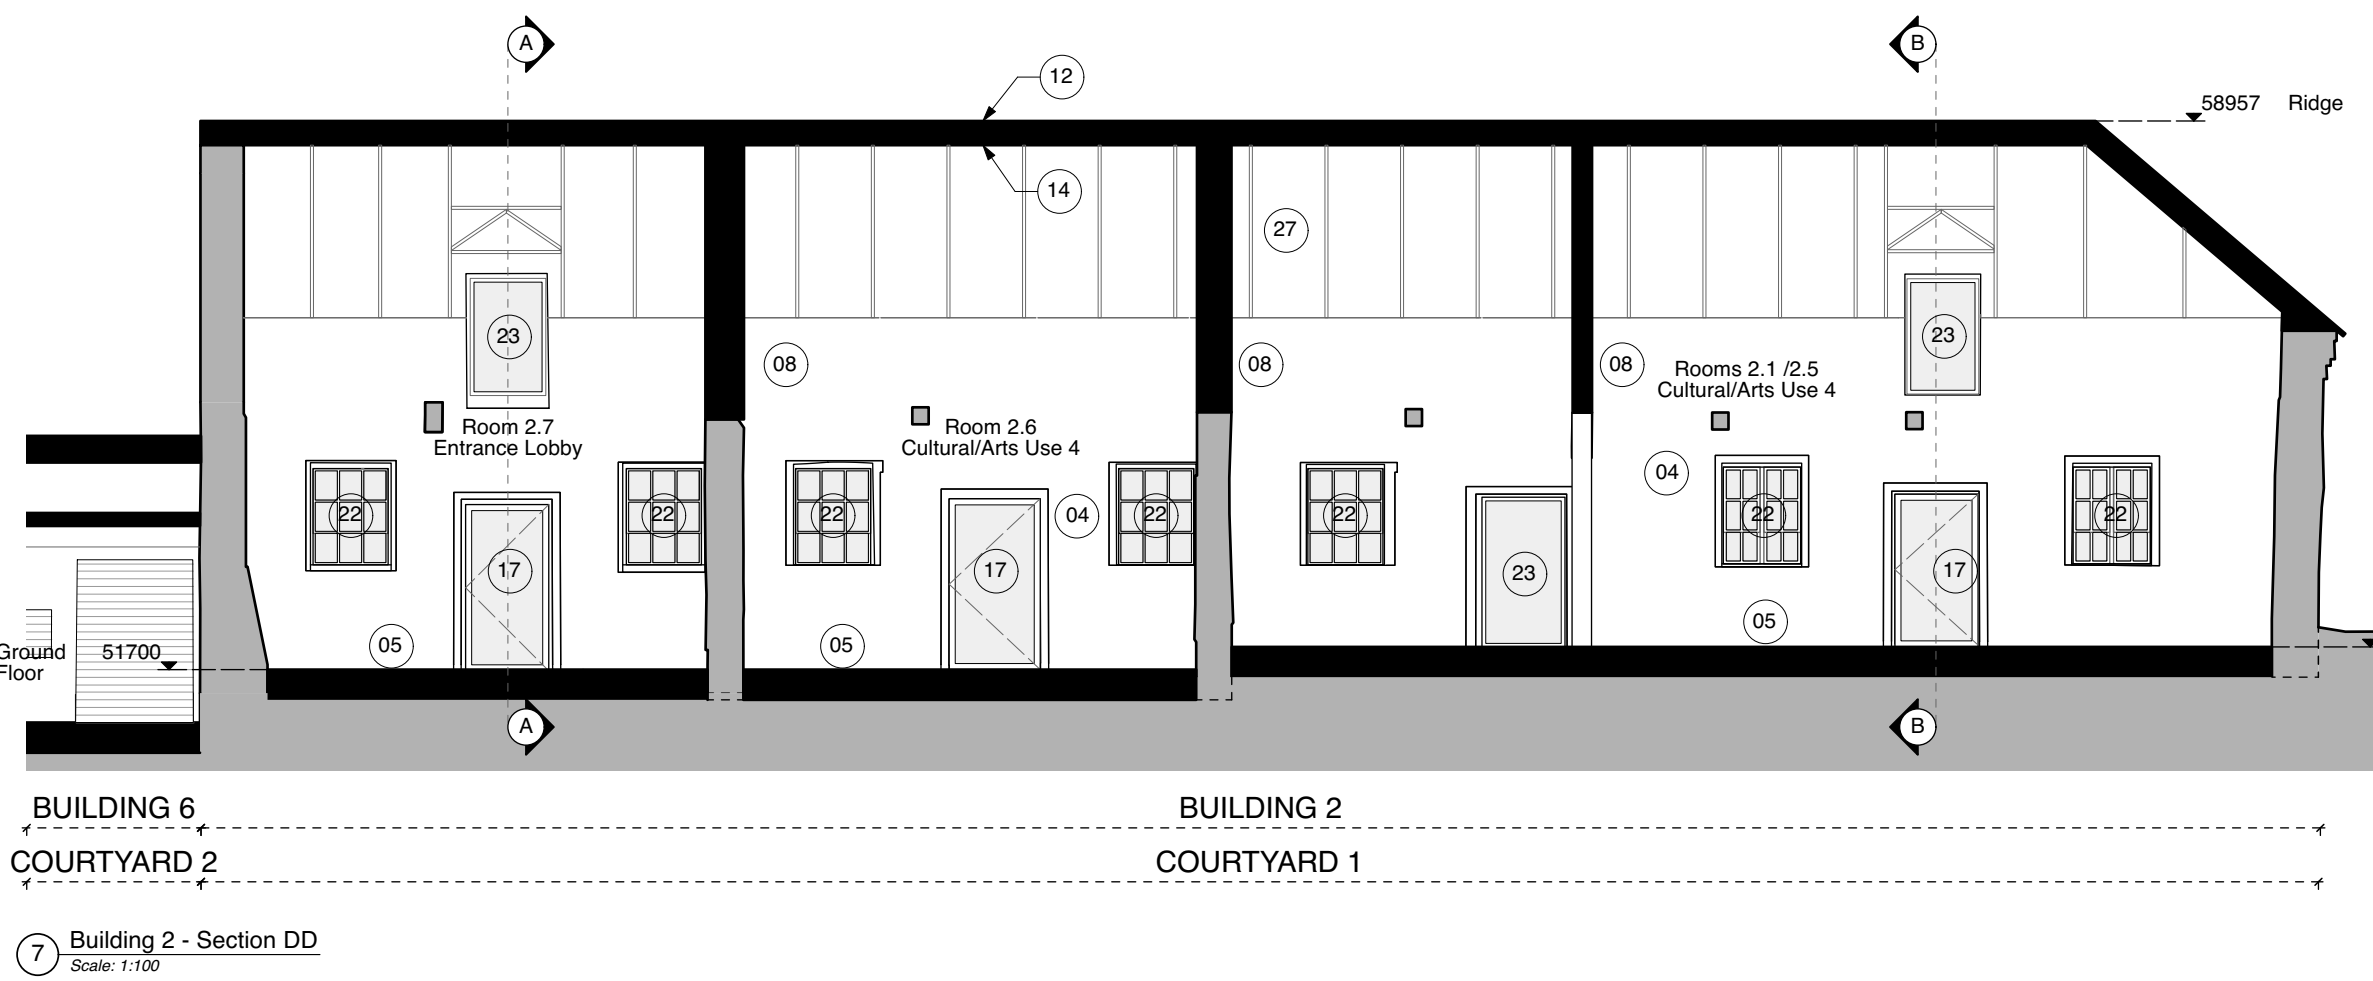 A
B
12
58957 Ridge
14
27
23
23
08
08
08
Rooms 2.1 /2.5
Cultural/Arts Use 4
Room 2.7
Entrance Lobby
Room 2.6
Cultural/Arts Use 4
04
22
22
22
04
22
22
22
22
17
17
23
17
05
05
05
Ground
Floor
51700
A
B
BUILDING 6
BUILDING 2
COURTYARD 2
COURTYARD 1
7
Building 2 - Section DD
Scale: 1:100